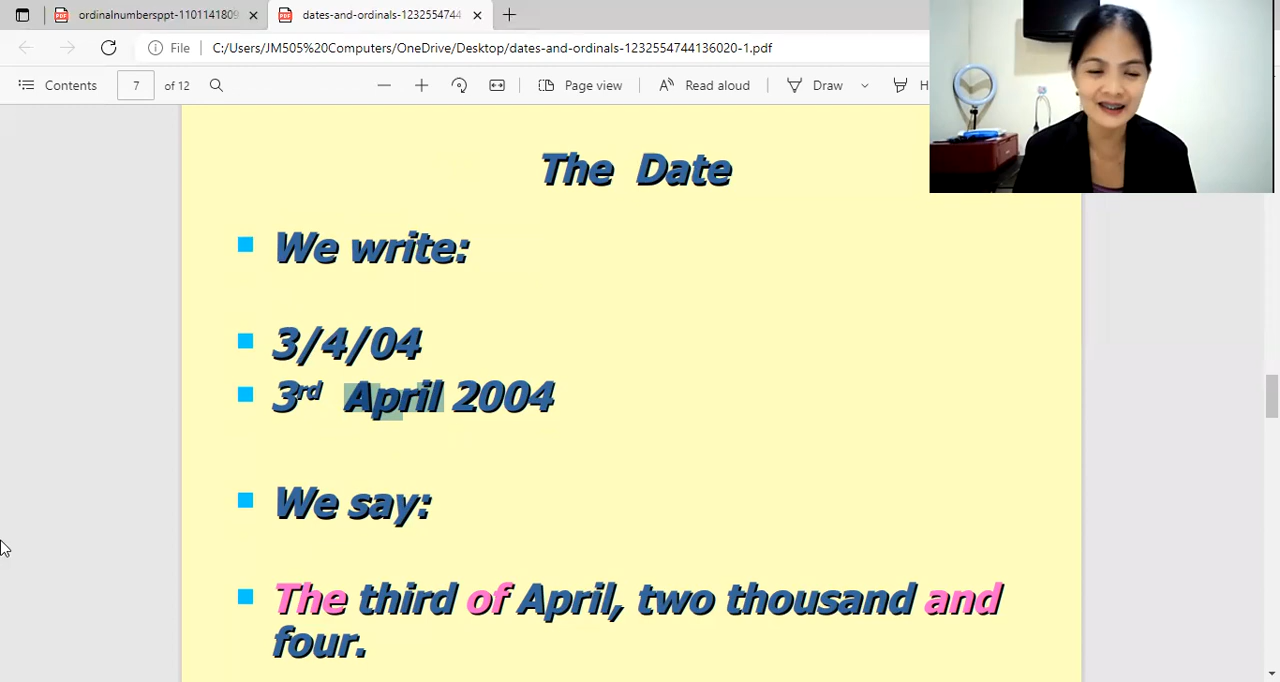 ordinalnumbersppt-1101141809
dates-and-ordinals-1232554744
File
C:/Users/JM505%20Computers/OneDrive/Desktop/dates-and-ordinals-1232554744136020-1.pdf
Contents
7
of 12
Page view
Read aloud
Draw
H
The Date
We write:
3/4/04
3rd April 2004
We say:
The third of April, two thousand and
four.